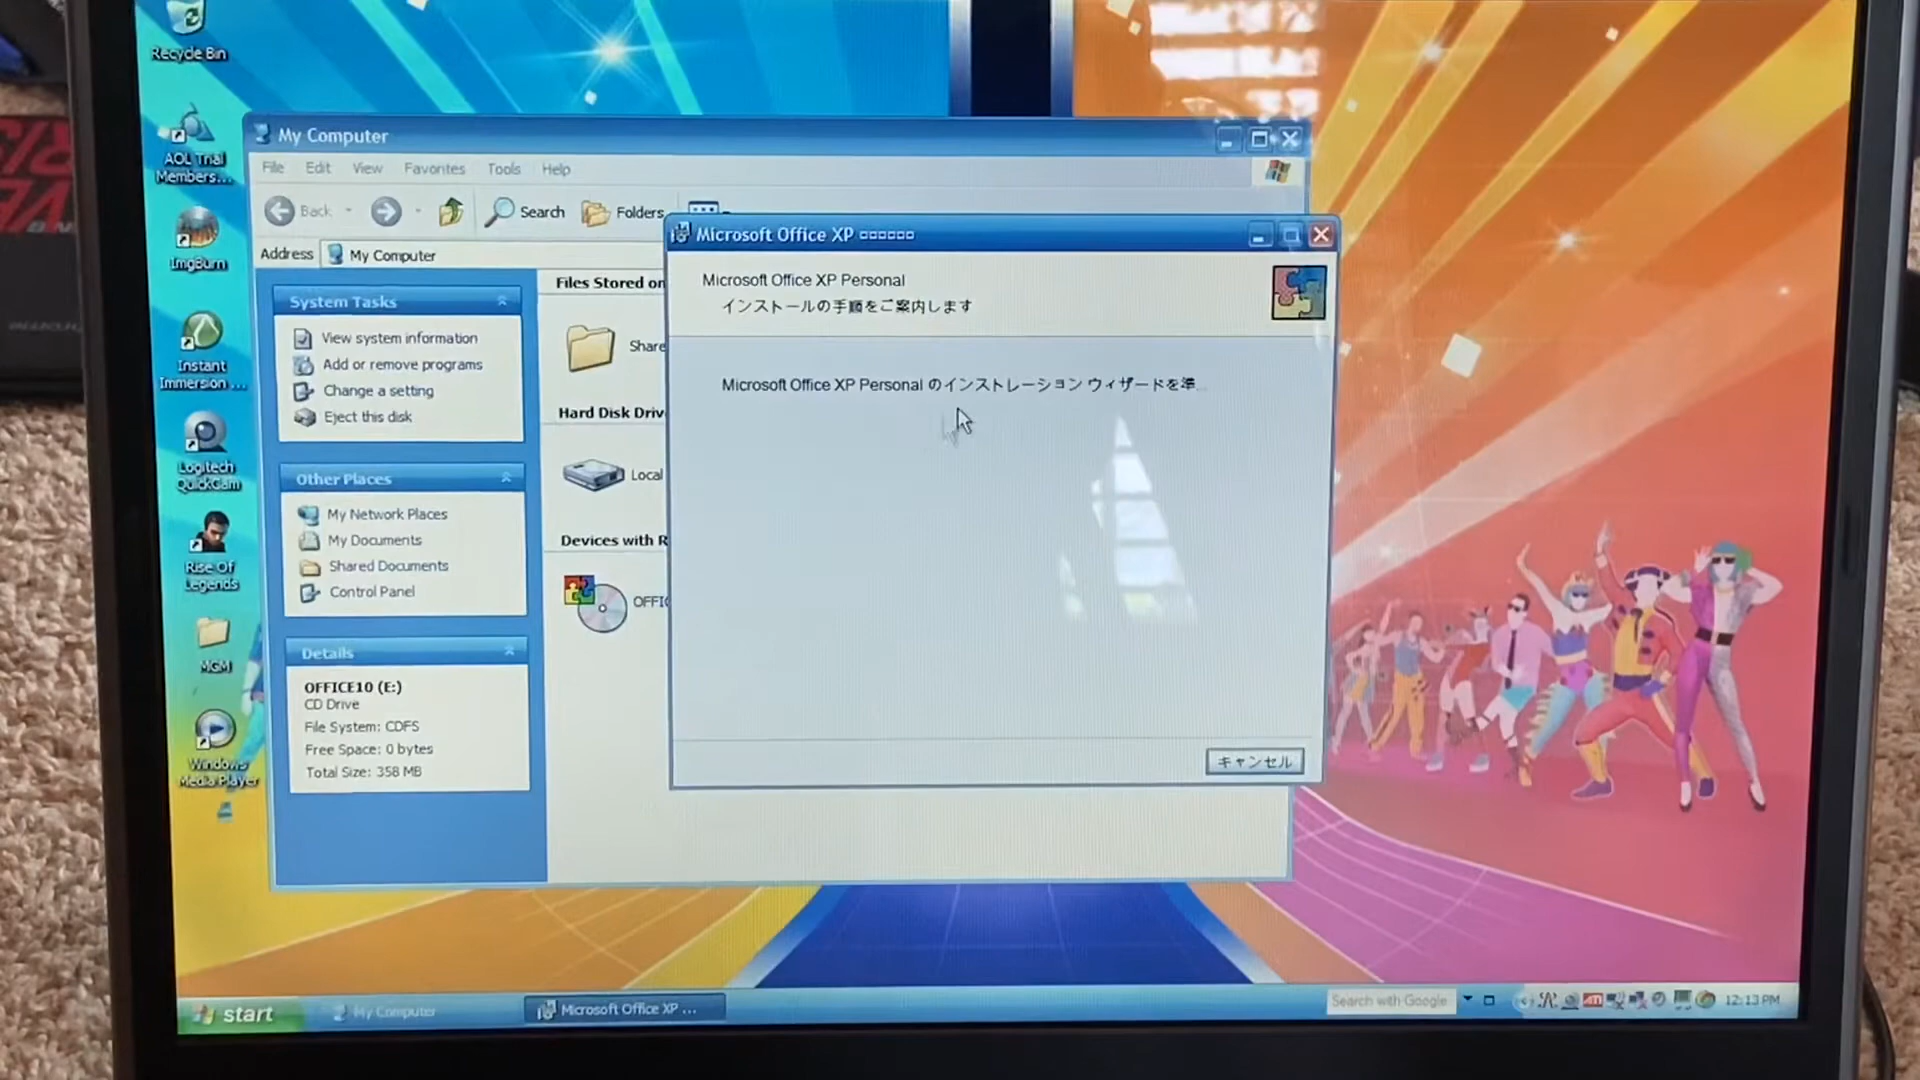 Recycle Bin
AOL Trial
Members...
ImgBurn
Instant
Immersion ...
Logitech
QuickCam
Rise Of
Legends
MGM
Windows
Media Player
My Computer
File Edit View Favorites Tools Help
Back Search Folders
Address My Computer
System Tasks
View system information
Add or remove programs
Change a setting
Eject this disk
Other Places
My Network Places
My Documents
Shared Documents
Control Panel
Details
OFFICE10 (E:)
CD Drive
File System: CDFS
Free Space: 0 bytes
Total Size: 358 MB
Files Stored on
Share
Hard Disk Driv
Local
Devices with R
OFFIC
Microsoft Office XP □□□□□□
Microsoft Office XP Personal
インストールの手順をご案内します
Microsoft Office XP Personal のインストレーション ウィザードを準...
キャンセル
start My Computer Microsoft Office XP ... Search with Google ATI 12:13 PM